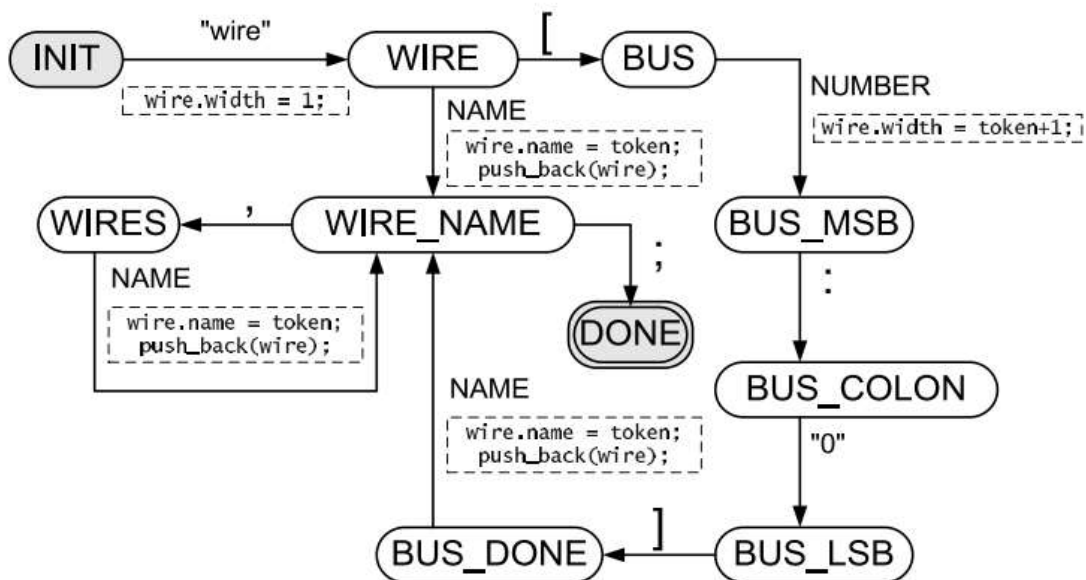 "wire"
[
INIT
WIRE
BUS
wire.width = 1;
NAME
NUMBER
wire.name = token;
push_back(wire);
wire.width = token+1;
,
WIRES
WIRE_NAME
BUS_MSB
;
:
NAME
wire.name = token;
push_back(wire);
DONE
BUS_COLON
NAME
"0"
wire.name = token;
push_back(wire);
]
BUS_DONE
BUS_LSB